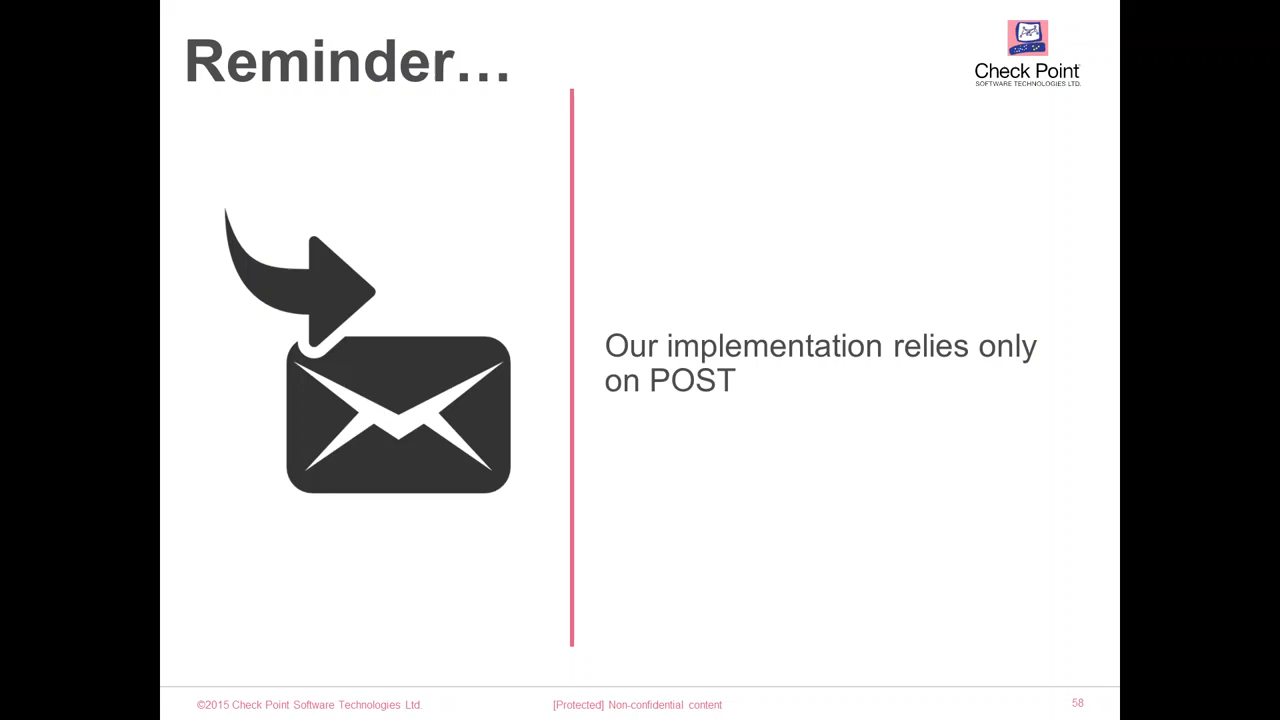 Reminder…
Check Point
SOFTWARE TECHNOLOGIES LTD.
Our implementation relies only
on POST
©2015 Check Point Software Technologies Ltd.
[Protected] Non-confidential content
58